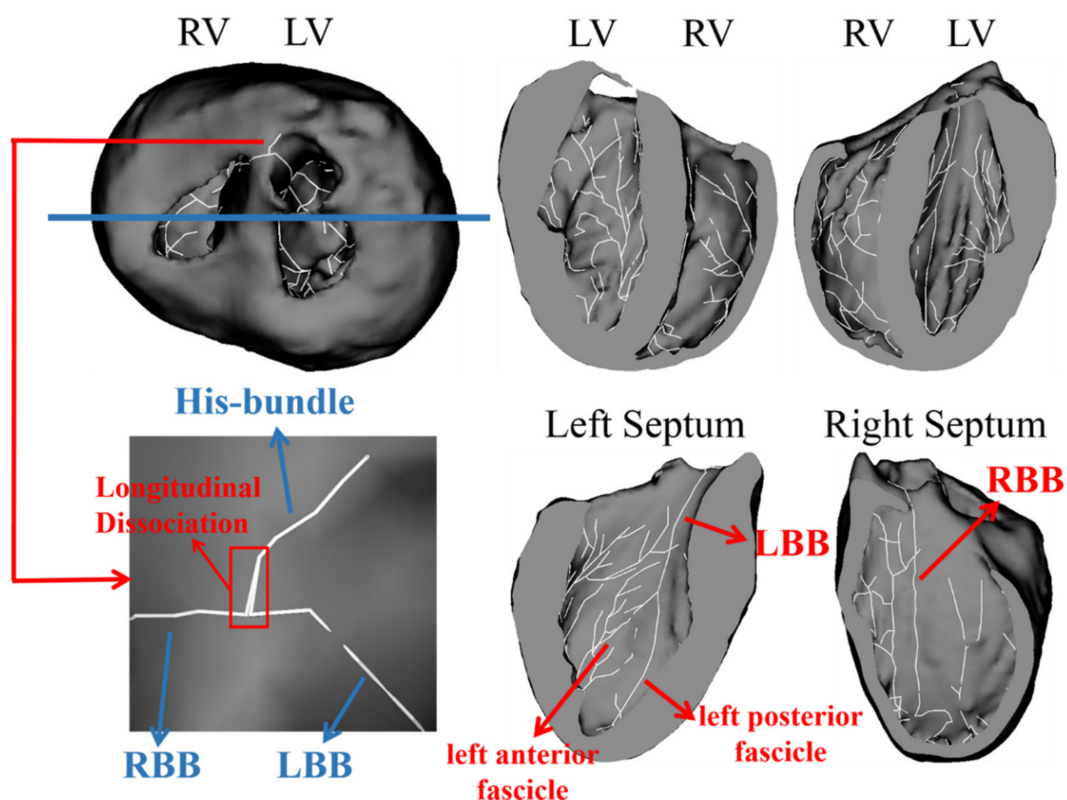 RV LV
LV RV
RV LV
His-bundle
Longitudinal
Dissociation
RBB
LBB
Left Septum
LBB
left anterior
fascicle
left posterior
fascicle
Right Septum
RBB